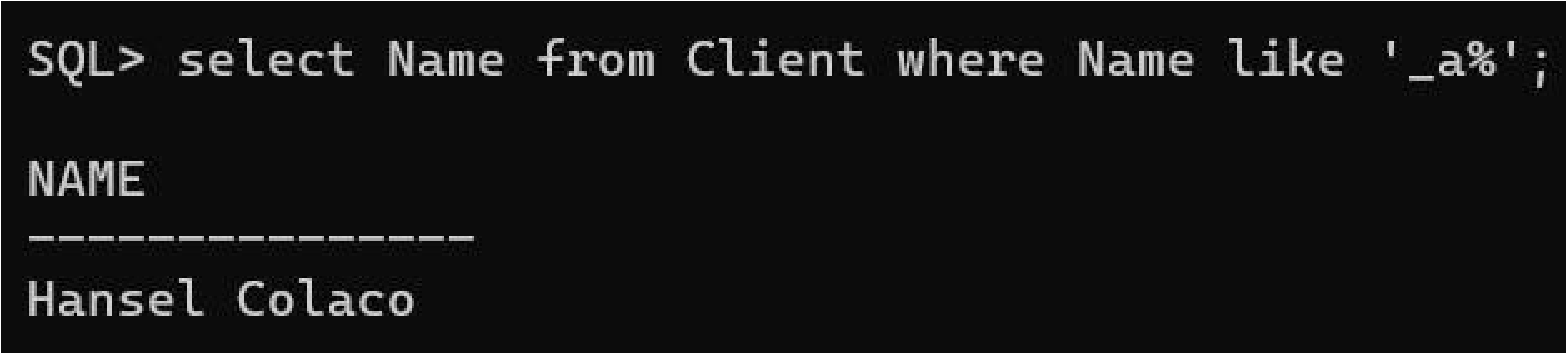 SQL> select Name from Client where Name like '_a%';
NAME
---------------
Hansel Colaco